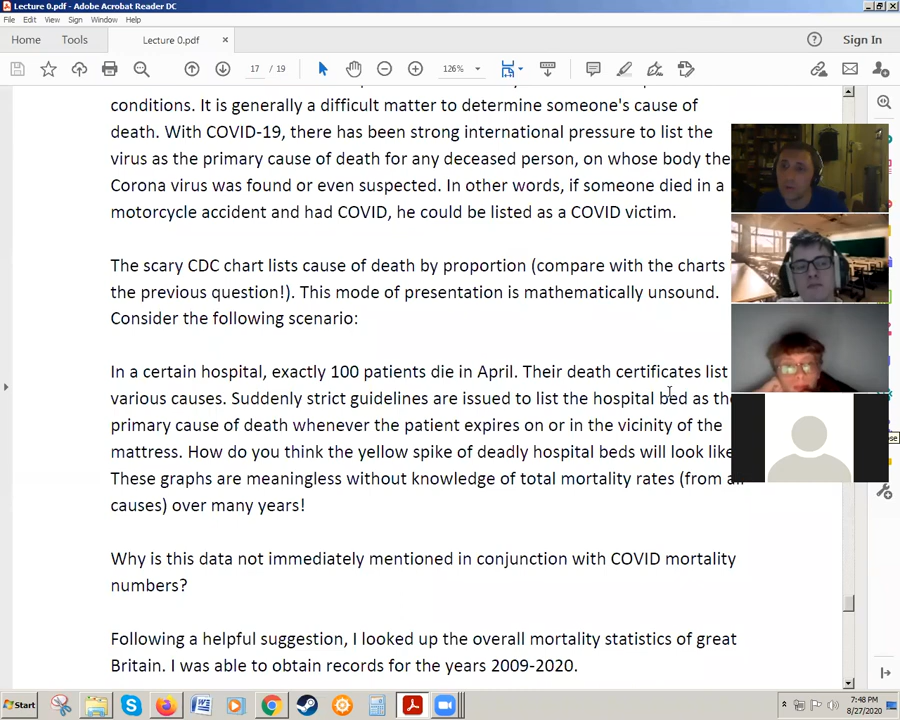 Lecture 0.pdf - Adobe Acrobat Reader DC
File Edit View Sign Window Help
Home Tools Lecture 0.pdf × Sign In
17 / 19 126%
conditions. It is generally a difficult matter to determine someone's cause of
death. With COVID-19, there has been strong international pressure to list the
virus as the primary cause of death for any deceased person, on whose body the
Corona virus was found or even suspected. In other words, if someone died in a
motorcycle accident and had COVID, he could be listed as a COVID victim.
The scary CDC chart lists cause of death by proportion (compare with the charts
the previous question!). This mode of presentation is mathematically unsound.
Consider the following scenario:
In a certain hospital, exactly 100 patients die in April. Their death certificates list
various causes. Suddenly strict guidelines are issued to list the hospital bed as the
primary cause of death whenever the patient expires on or in the vicinity of the
mattress. How do you think the yellow spike of deadly hospital beds will look like
These graphs are meaningless without knowledge of total mortality rates (from all
causes) over many years!
Why is this data not immediately mentioned in conjunction with COVID mortality
numbers?
Following a helpful suggestion, I looked up the overall mortality statistics of great
Britain. I was able to obtain records for the years 2009-2020.
Start
7:48 PM
8/27/2020